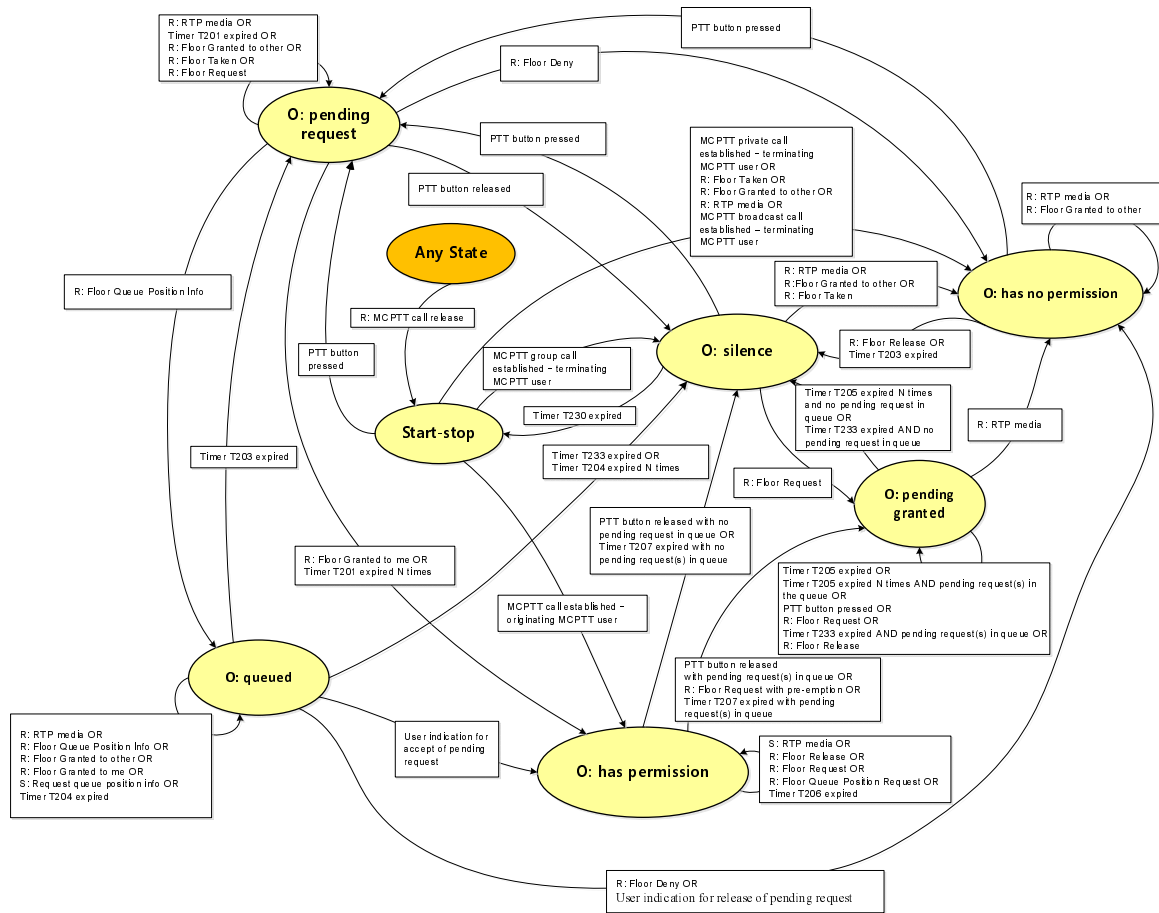 R: RTP media OR
Timer T201 expired OR
R: Floor Granted to other OR
R: Floor Taken OR
R: Floor Request
PTT button pressed
R: Floor Deny
O: pending
request
PTT button pressed
MCPTT private call
established – terminating
MCPTT user OR
R: Floor Taken OR
R: Floor Granted to other OR
R: RTP media OR
MCPTT broadcast call
established – terminating
MCPTT user
PTT button released
R: RTP media OR
R: Floor Granted to other
Any State
R: Floor Queue Position Info
R: RTP media OR
R:Floor Granted to other OR
R: Floor Taken
O: has no permission
R: MCPTT call release
PTT button
pressed
MCPTT group call
established – terminating
MCPTT user
O: silence
R: Floor Release OR
Timer T203 expired
Timer T230 expired
Timer T205 expired N times
and no pending request in
queue OR
Timer T233 expired AND no
pending request in queue
R: RTP media
Start-stop
Timer T203 expired
Timer T233 expired OR
Timer T204 expired N times
R: Floor Request
O: pending
granted
PTT button released with no
pending request in queue OR
Timer T207 expired with no
pending request(s) in queue
R: Floor Granted to me OR
Timer T201 expired N times
Timer T205 expired OR
Timer T205 expired N times AND pending request(s) in
the queue OR
PTT button pressed OR
R: Floor Request OR
Timer T233 expired AND pending request(s) in queue OR
R: Floor Release
MCPTT call established –
originating MCPTT user
O: queued
PTT button released
with pending request(s) in queue OR
R: Floor Request with pre-emption OR
Timer T207 expired with pending
request(s) in queue
R: RTP media OR
R: Floor Queue Position Info OR
R: Floor Granted to other OR
R: Floor Granted to me OR
S: Request queue position info OR
Timer T204 expired
User indication for
accept of pending
request
O: has permission
S: RTP media OR
R: Floor Release OR
R: Floor Request OR
R: Floor Queue Position Request OR
Timer T206 expired
R: Floor Deny OR
User indication for release of pending request